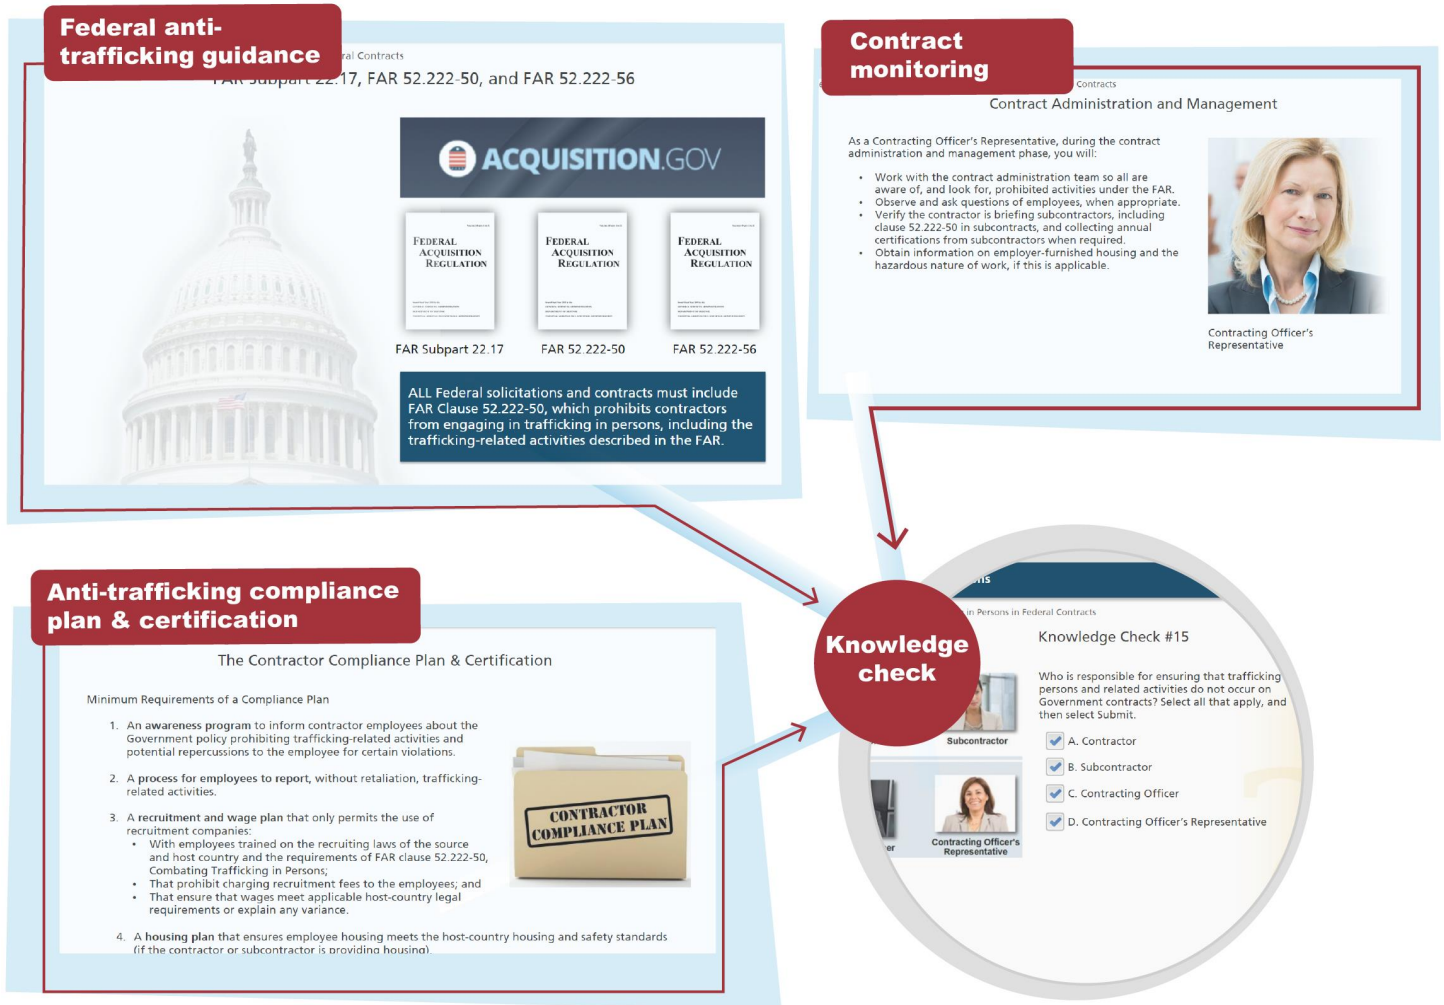 Federal anti-
trafficking guidance
ral Contracts
FAR Subpart 22.17, FAR 52.222-50, and FAR 52.222-56
ACQUISITION.GOV
FEDERAL
ACQUISITION
REGULATION
FEDERAL
ACQUISITION
REGULATION
FEDERAL
ACQUISITION
REGULATION
FAR Subpart 22.17
FAR 52.222-50
FAR 52.222-56
ALL Federal solicitations and contracts must include
FAR Clause 52.222-50, which prohibits contractors
from engaging in trafficking in persons, including the
trafficking-related activities described in the FAR.
Contract
monitoring
Contracts
Contract Administration and Management
As a Contracting Officer's Representative, during the contract
administration and management phase, you will:
• Work with the contract administration team so all are
aware of, and look for, prohibited activities under the FAR.
• Observe and ask questions of employees, when appropriate.
• Verify the contractor is briefing subcontractors, including
clause 52.222-50 in subcontracts, and collecting annual
certifications from subcontractors when required.
• Obtain information on employer-furnished housing and the
hazardous nature of work, if this is applicable.
Contracting Officer's
Representative
Anti-trafficking compliance
plan & certification
The Contractor Compliance Plan & Certification
Minimum Requirements of a Compliance Plan
1. An awareness program to inform contractor employees about the
Government policy prohibiting trafficking-related activities and
potential repercussions to the employee for certain violations.
2. A process for employees to report, without retaliation, trafficking-
related activities.
3. A recruitment and wage plan that only permits the use of
recruitment companies:
• With employees trained on the recruiting laws of the source
and host country and the requirements of FAR clause 52.222-50,
Combating Trafficking in Persons;
• That prohibit charging recruitment fees to the employees; and
• That ensure that wages meet applicable host-country legal
requirements or explain any variance.
4. A housing plan that ensures employee housing meets the host-country housing and safety standards
(if the contractor or subcontractor is providing housing).
CONTRACTOR
COMPLIANCE PLAN
Knowledge
check
ons
in Persons in Federal Contracts
Knowledge Check #15
Who is responsible for ensuring that trafficking
persons and related activities do not occur on
Government contracts? Select all that apply, and
then select Submit.
A. Contractor
B. Subcontractor
C. Contracting Officer
D. Contracting Officer's Representative
Subcontractor
er
Contracting Officer's
Representative